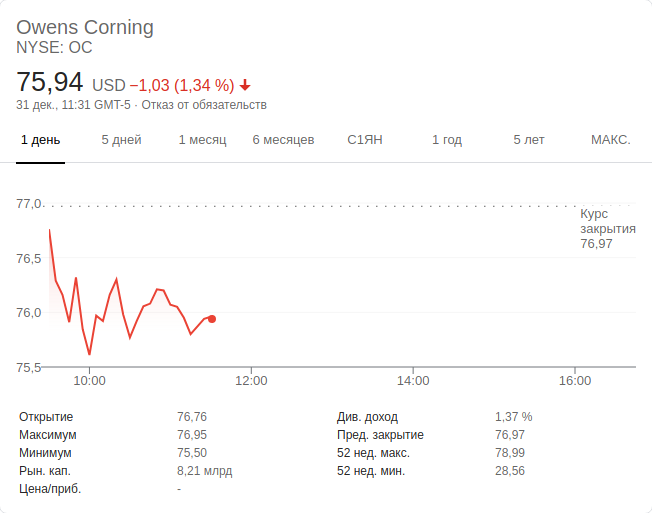 Owens Corning
NYSE: OC
75,94 USD −1,03 (1,34 %)
31 дек., 11:31 GMT-5 · Отказ от обязательств
1 день 5 дней 1 месяц 6 месяцев С1ЯН 1 год 5 лет МАКС.
77,0
Курс
закрытия
76,97
76,5
76,0
75,5
10:00 12:00 14:00 16:00
Открытие 76,76 Див. доход 1,37 %
Максимум 76,95 Пред. закрытие 76,97
Минимум 75,50 52 нед. макс. 78,99
Рын. кап. 8,21 млрд 52 нед. мин. 28,56
Цена/приб. -